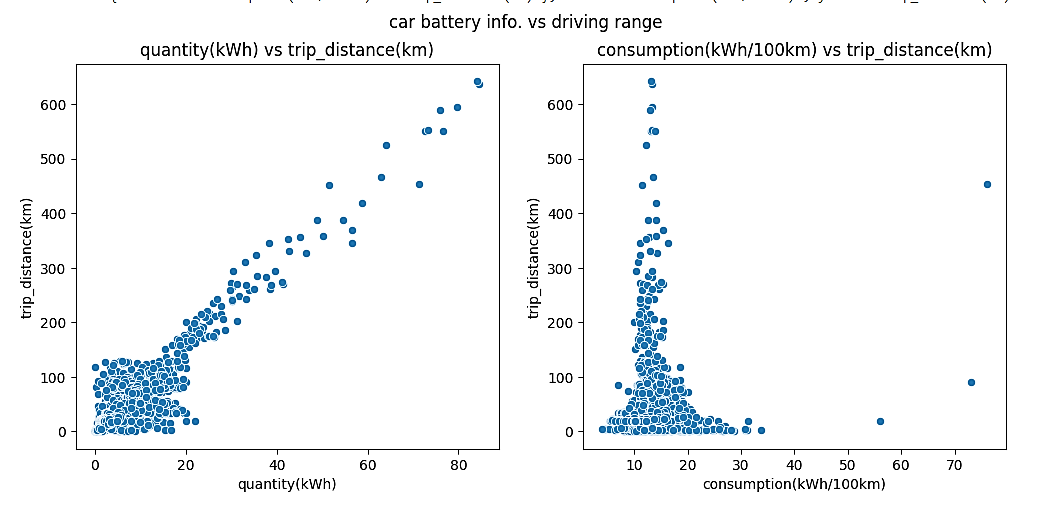 car battery info. vs driving range
quantity(kWh) vs trip_distance(km)
600
500
400
300
200
100
0
trip_distance(km)
0 20 40 60 80
quantity(kWh)
consumption(kWh/100km) vs trip_distance(km)
600
500
400
300
200
100
0
trip_distance(km)
10 20 30 40 50 60 70
consumption(kWh/100km)